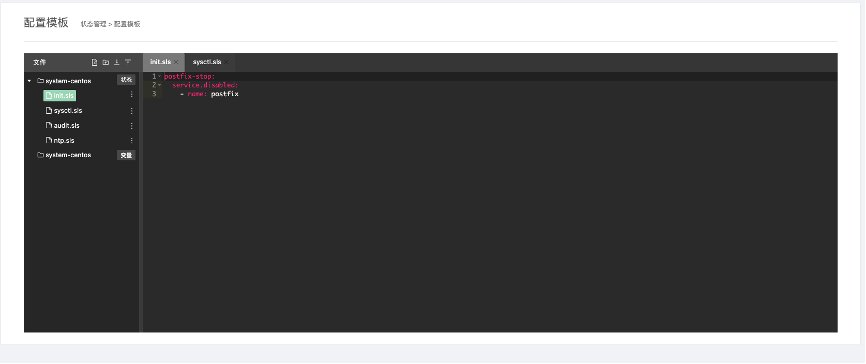 配置模板 状态管理 > 配置模板
文件
init.sls × sysctl.sls ×
system-centos 状态
init.sls
sysctl.sls
audit.sls
ntp.sls
system-centos 变量
1 postfix-stop:
2 service.disabled:
3 - name: postfix